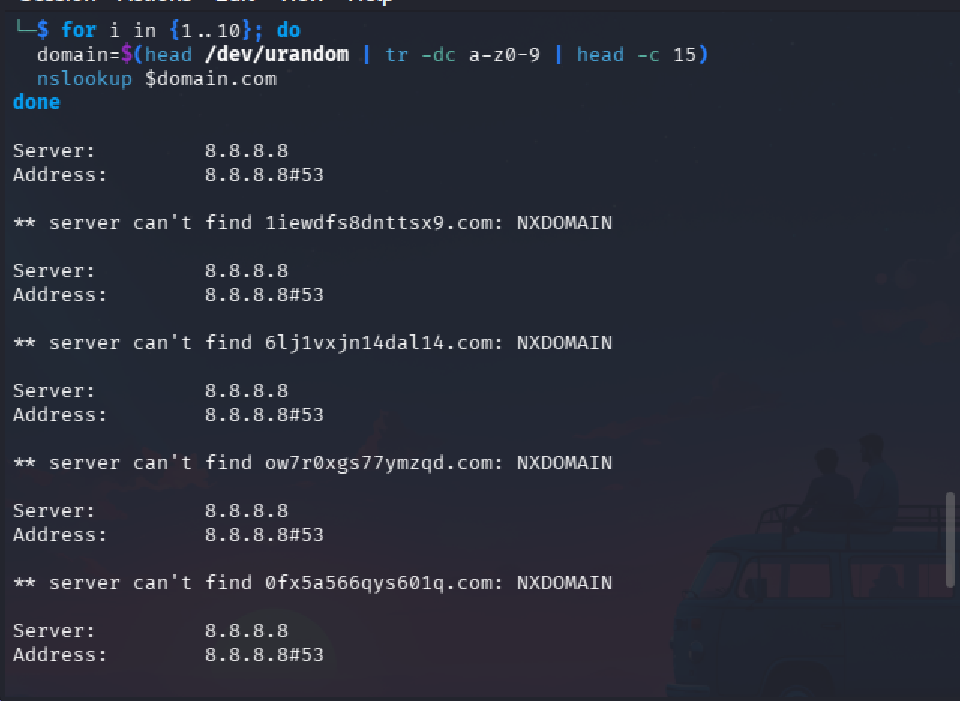 └─$ for i in {1..10}; do
domain=$(head /dev/urandom | tr -dc a-z0-9 | head -c 15)
nslookup $domain.com
done
Server: 8.8.8.8
Address: 8.8.8.8#53
** server can't find 1iewdfs8dnttsx9.com: NXDOMAIN
Server: 8.8.8.8
Address: 8.8.8.8#53
** server can't find 6lj1vxjn14dal14.com: NXDOMAIN
Server: 8.8.8.8
Address: 8.8.8.8#53
** server can't find ow7r0xgs77ymzqd.com: NXDOMAIN
Server: 8.8.8.8
Address: 8.8.8.8#53
** server can't find 0fx5a566qys601q.com: NXDOMAIN
Server: 8.8.8.8
Address: 8.8.8.8#53